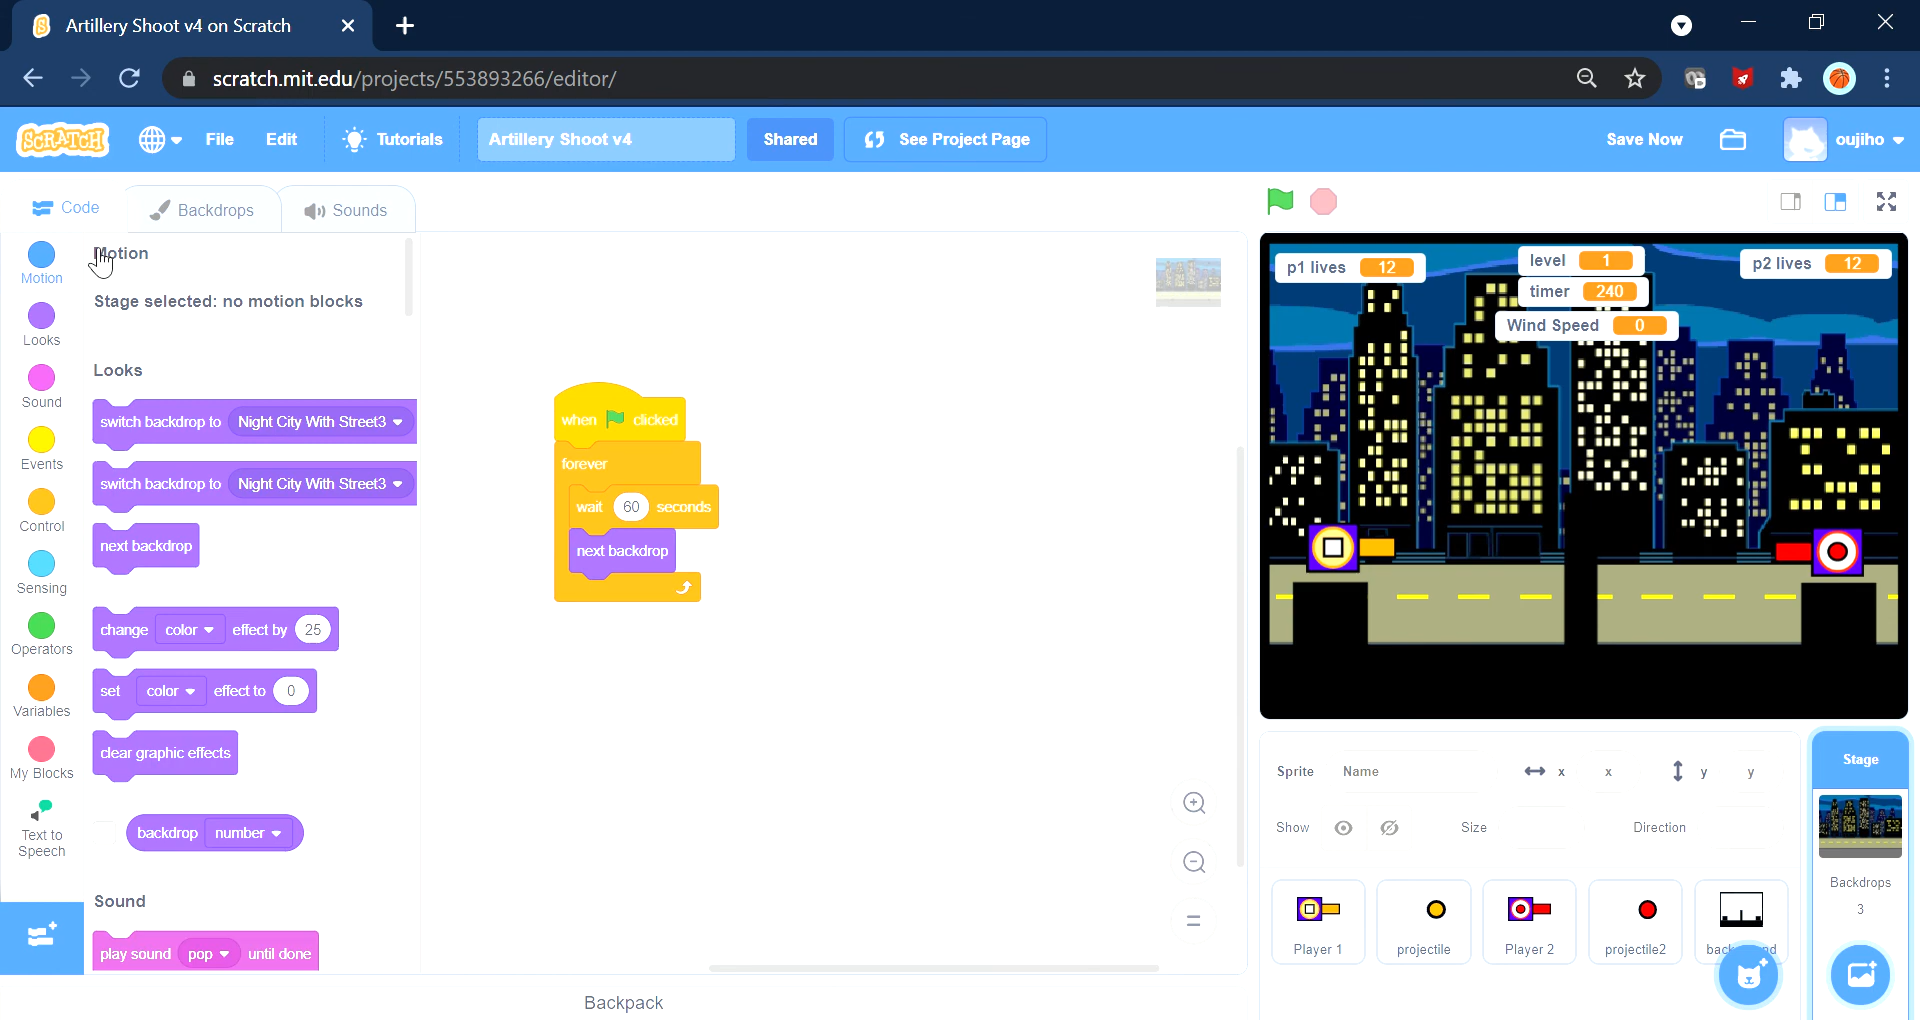 Artillery Shoot v4 on Scratch
scratch.mit.edu/projects/553893266/editor/
SCRATCH
File
Edit
Tutorials
Artillery Shoot v4
Shared
See Project Page
Save Now
oujiho
Code
Backdrops
Sounds
Motion
Looks
Sound
Events
Control
Sensing
Operators
Variables
My Blocks
Text to
Speech
Motion
Stage selected: no motion blocks
Looks
switch backdrop to Night City With Street3
switch backdrop to Night City With Street3
next backdrop
change color effect by 25
set color effect to 0
clear graphic effects
backdrop number
Sound
play sound pop until done
when clicked
forever
wait 60 seconds
next backdrop
Backpack
p1 lives 12
level 1
timer 240
Wind Speed 0
p2 lives 12
Sprite Name x x y y
Show Size Direction
Player 1
projectile
Player 2
projectile2
Stage
Backdrops
3